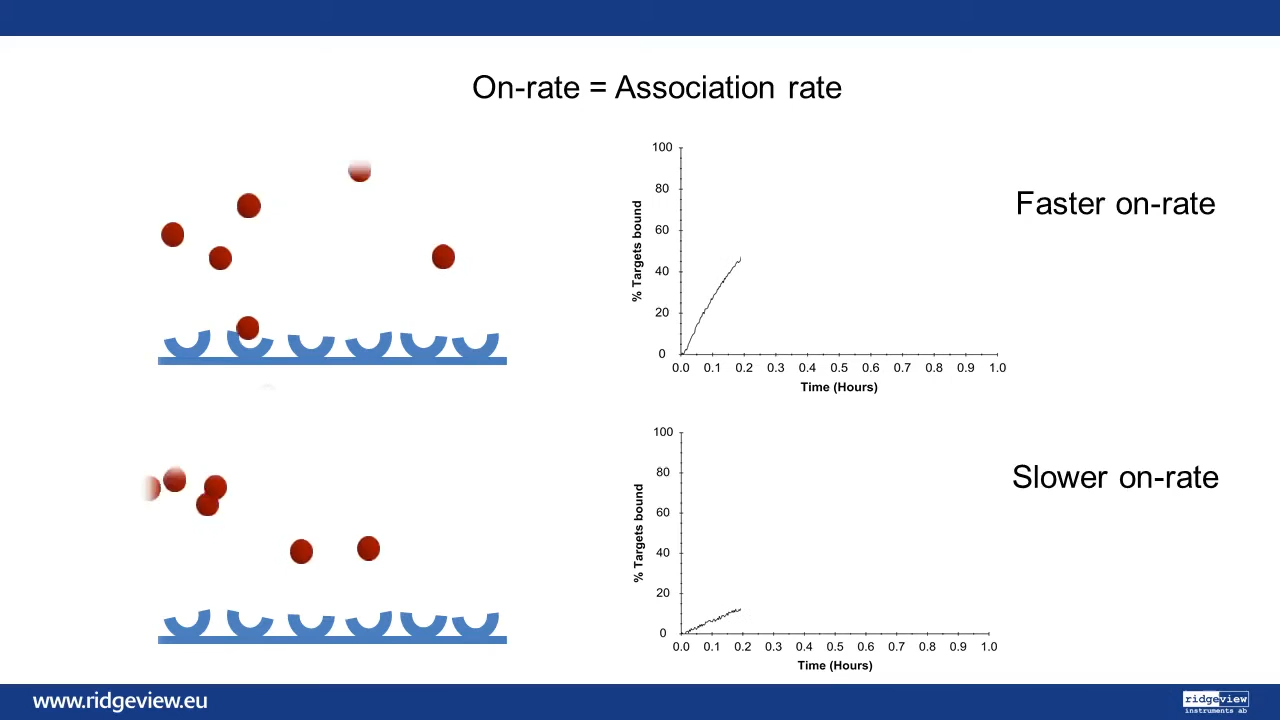 On-rate = Association rate
100
80
60
40
20
0
% Targets bound
0.0 0.1 0.2 0.3 0.4 0.5 0.6 0.7 0.8 0.9 1.0
Time (Hours)
Faster on-rate
100
80
60
40
20
0
% Targets bound
0.0 0.1 0.2 0.3 0.4 0.5 0.6 0.7 0.8 0.9 1.0
Time (Hours)
Slower on-rate
www.ridgeview.eu
ridgeview
instruments ab